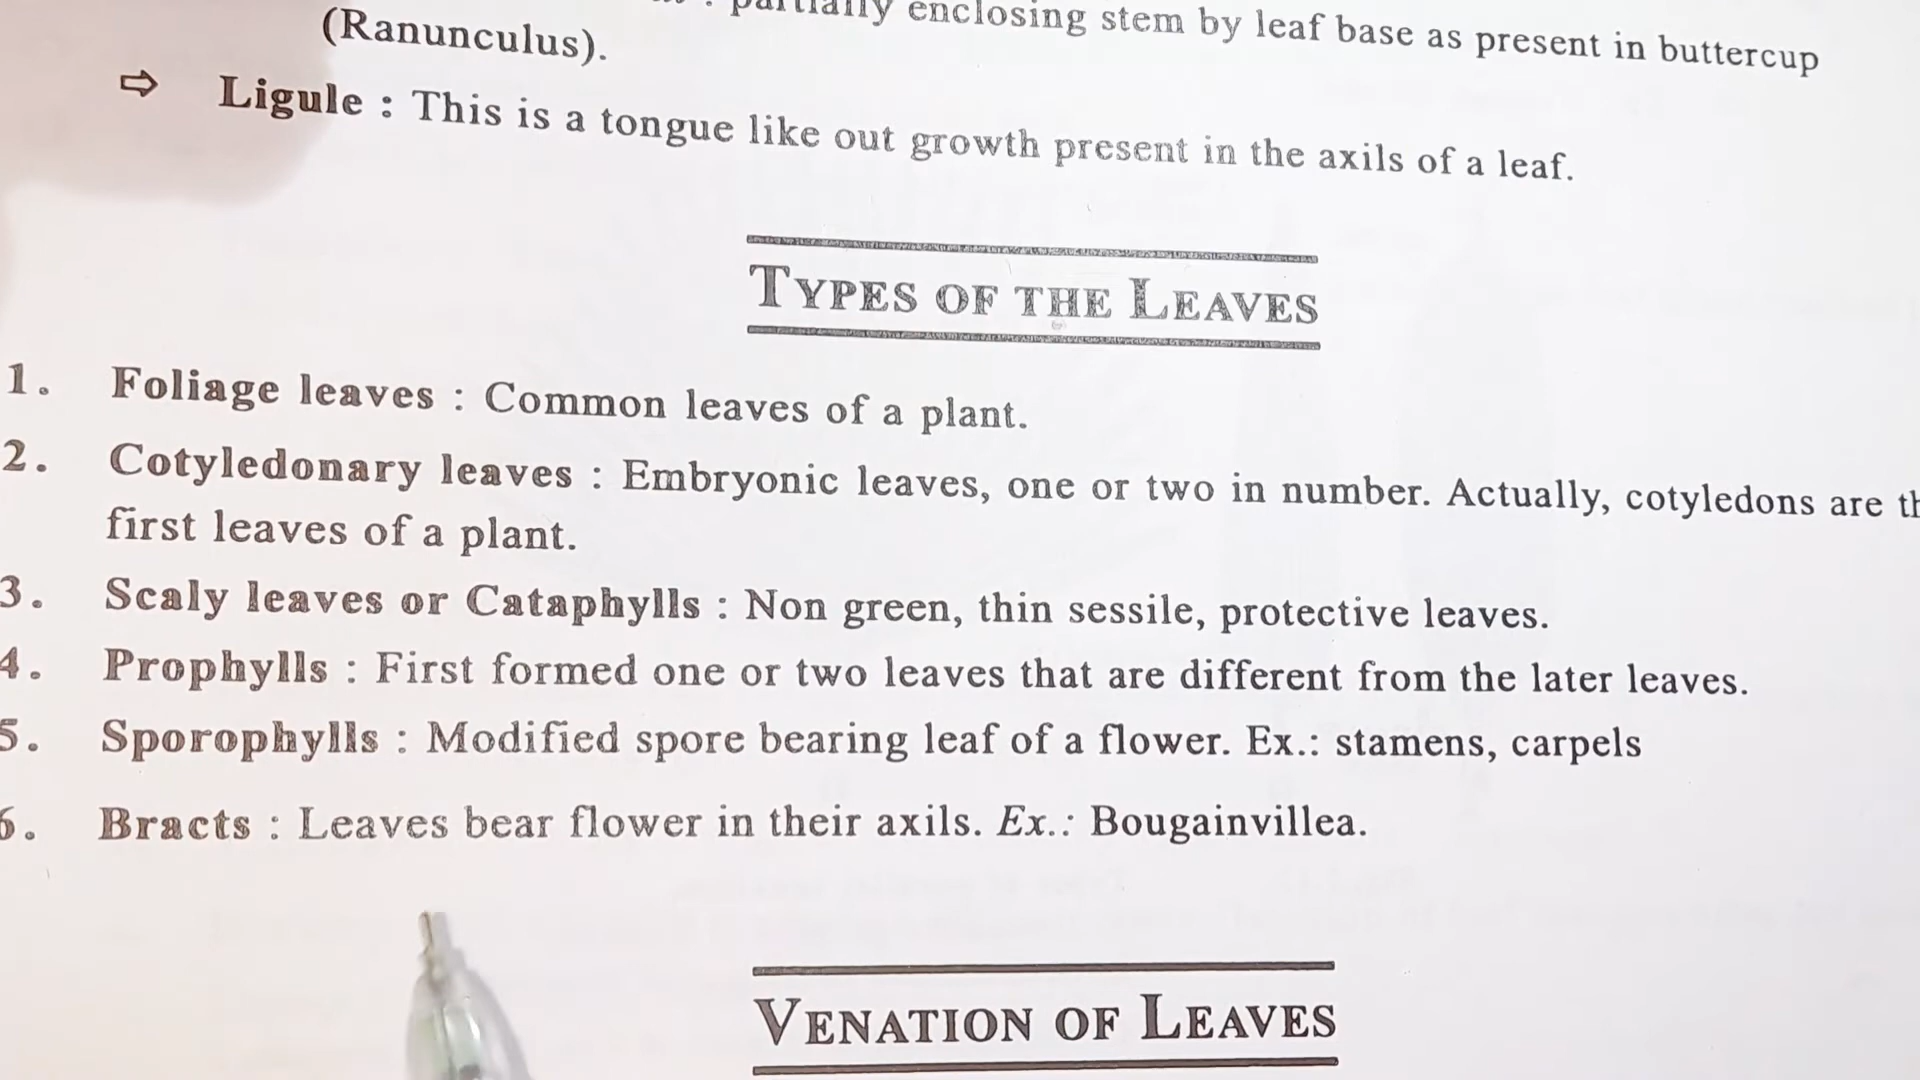 : partially enclosing stem by leaf base as present in buttercup
(Ranunculus).
⇨ Ligule : This is a tongue like out growth present in the axils of a leaf.
TYPES OF THE LEAVES
1. Foliage leaves : Common leaves of a plant.
2. Cotyledonary leaves : Embryonic leaves, one or two in number. Actually, cotyledons are
first leaves of a plant.
3. Scaly leaves or Cataphylls : Non green, thin sessile, protective leaves.
4. Prophylls : First formed one or two leaves that are different from the later leaves.
5. Sporophylls : Modified spore bearing leaf of a flower. Ex.: stamens, carpels
6. Bracts : Leaves bear flower in their axils. Ex.: Bougainvillea.
VENATION OF LEAVES